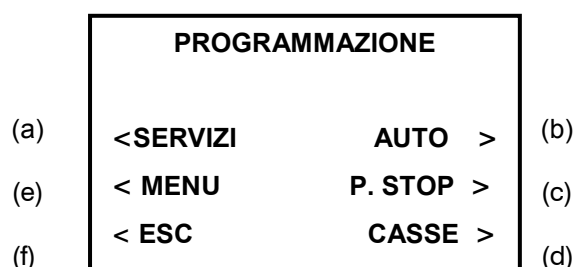 PROGRAMMAZIONE
(a) <SERVIZI AUTO > (b)
(e) < MENU P. STOP > (c)
(f) < ESC CASSE > (d)